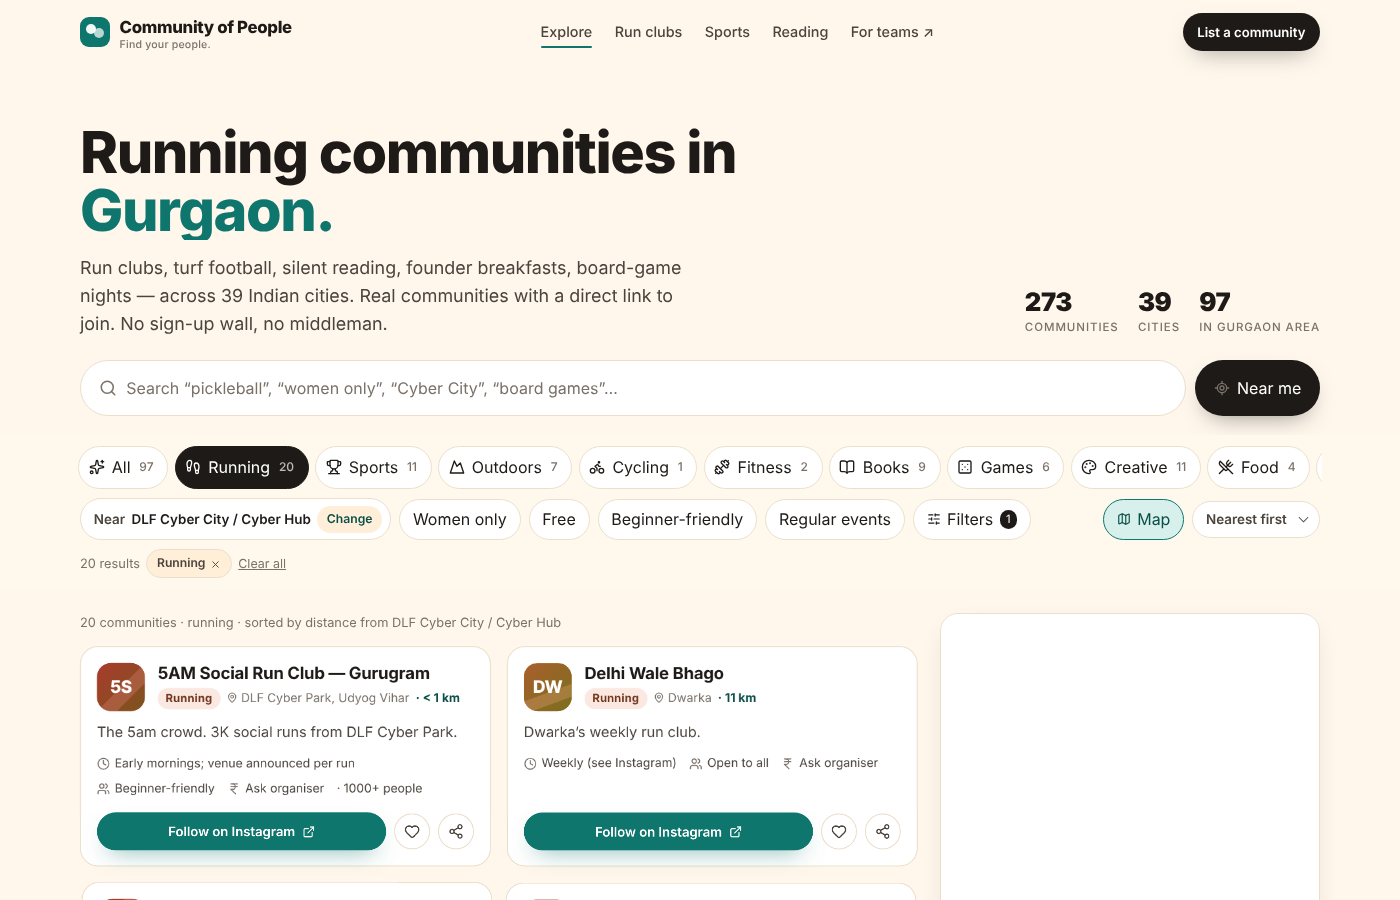 Community of People
Find your people.
Explore
Run clubs
Sports
Reading
For teams ↗
List a community
Running communities in
Gurgaon.
Run clubs, turf football, silent reading, founder breakfasts, board-game
nights — across 39 Indian cities. Real communities with a direct link to
join. No sign-up wall, no middleman.
273
COMMUNITIES
39
CITIES
97
IN GURGAON AREA
Search “pickleball”, “women only”, “Cyber City”, “board games”…
Near me
All 97
Running 20
Sports 11
Outdoors 7
Cycling 1
Fitness 2
Books 9
Games 6
Creative 11
Food 4
Near DLF Cyber City / Cyber Hub Change
Women only
Free
Beginner-friendly
Regular events
Filters 1
Map
Nearest first
20 results
Running ×
Clear all
20 communities · running · sorted by distance from DLF Cyber City / Cyber Hub
5S
5AM Social Run Club — Gurugram
Running DLF Cyber Park, Udyog Vihar · < 1 km
The 5am crowd. 3K social runs from DLF Cyber Park.
Early mornings; venue announced per run
Beginner-friendly ₹ Ask organiser · 1000+ people
Follow on Instagram
DW
Delhi Wale Bhago
Running Dwarka · 11 km
Dwarka’s weekly run club.
Weekly (see Instagram) Open to all ₹ Ask organiser
Follow on Instagram